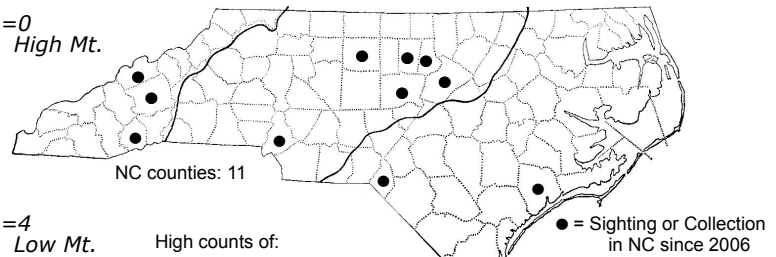 =0
High Mt.
NC counties: 11
=4
Low Mt.
High counts of:
● = Sighting or Collection
in NC since 2006